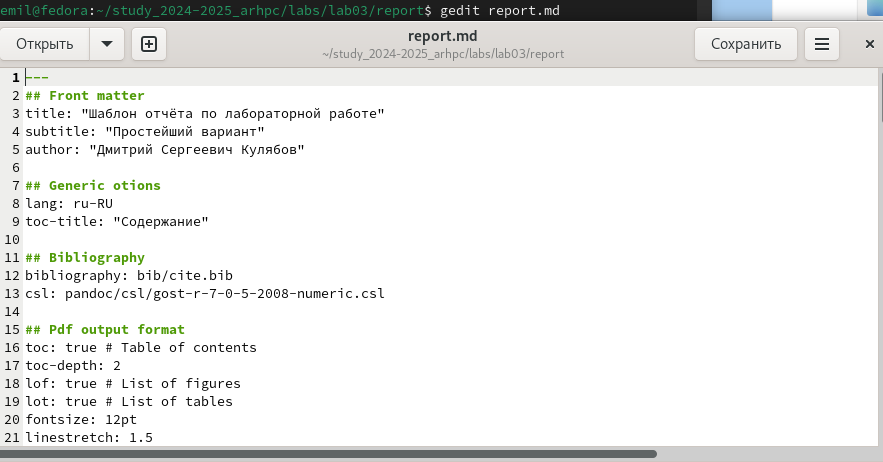 emil@fedora:~/study_2024-2025_arhpc/labs/lab03/report$ gedit report.md
Открыть
report.md
~/study_2024-2025_arhpc/labs/lab03/report
Сохранить
1 ---
2 ## Front matter
3 title: "Шаблон отчёта по лабораторной работе"
4 subtitle: "Простейший вариант"
5 author: "Дмитрий Сергеевич Кулябов"
6
7 ## Generic otions
8 lang: ru-RU
9 toc-title: "Содержание"
10
11 ## Bibliography
12 bibliography: bib/cite.bib
13 csl: pandoc/csl/gost-r-7-0-5-2008-numeric.csl
14
15 ## Pdf output format
16 toc: true # Table of contents
17 toc-depth: 2
18 lof: true # List of figures
19 lot: true # List of tables
20 fontsize: 12pt
21 linestretch: 1.5